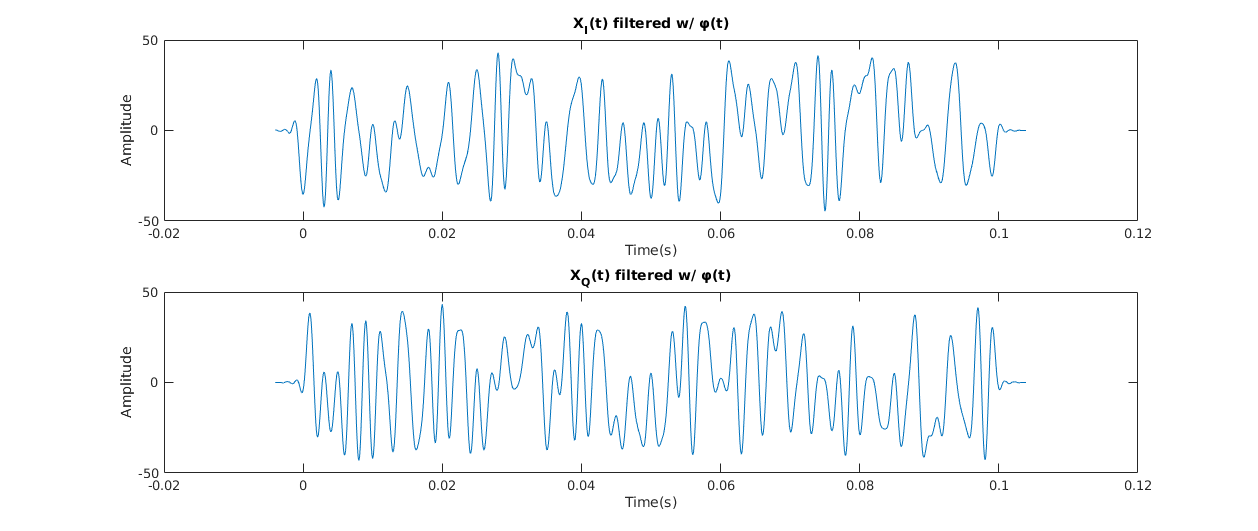 X_I(t) filtered w/ φ(t)
50
0
-50
Amplitude
-0.02 0 0.02 0.04 0.06 0.08 0.1 0.12
Time(s)
X_Q(t) filtered w/ φ(t)
50
0
-50
Amplitude
-0.02 0 0.02 0.04 0.06 0.08 0.1 0.12
Time(s)